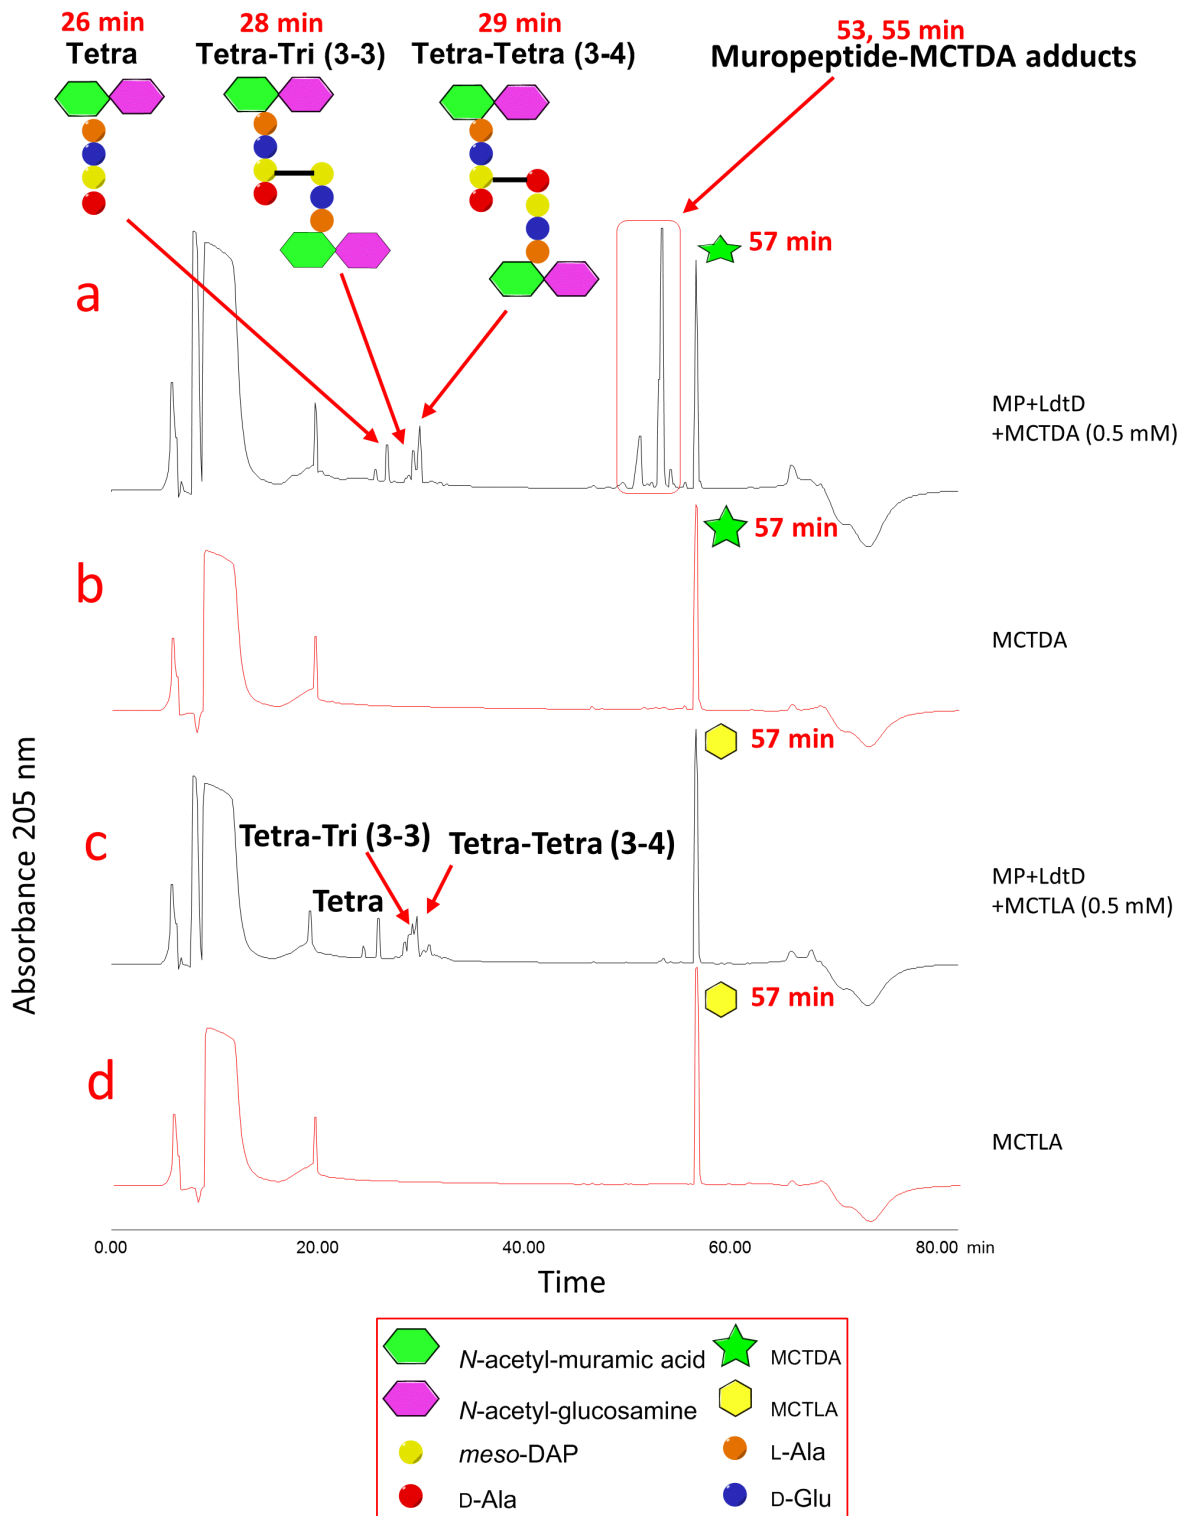 26 min
Tetra
28 min
Tetra-Tri (3-3)
29 min
Tetra-Tetra (3-4)
53, 55 min
Muropeptide-MCTDA adducts
a
57 min
MP+LdtD
+MCTDA (0.5 mM)
b
57 min
MCTDA
c
57 min
Tetra-Tri (3-3)
Tetra-Tetra (3-4)
Tetra
MP+LdtD
+MCTLA (0.5 mM)
d
57 min
MCTLA
Absorbance 205 nm
0.00 20.00 40.00 60.00 80.00 min
Time
N-acetyl-muramic acid
MCTDA
N-acetyl-glucosamine
MCTLA
meso-DAP
L-Ala
D-Ala
D-Glu